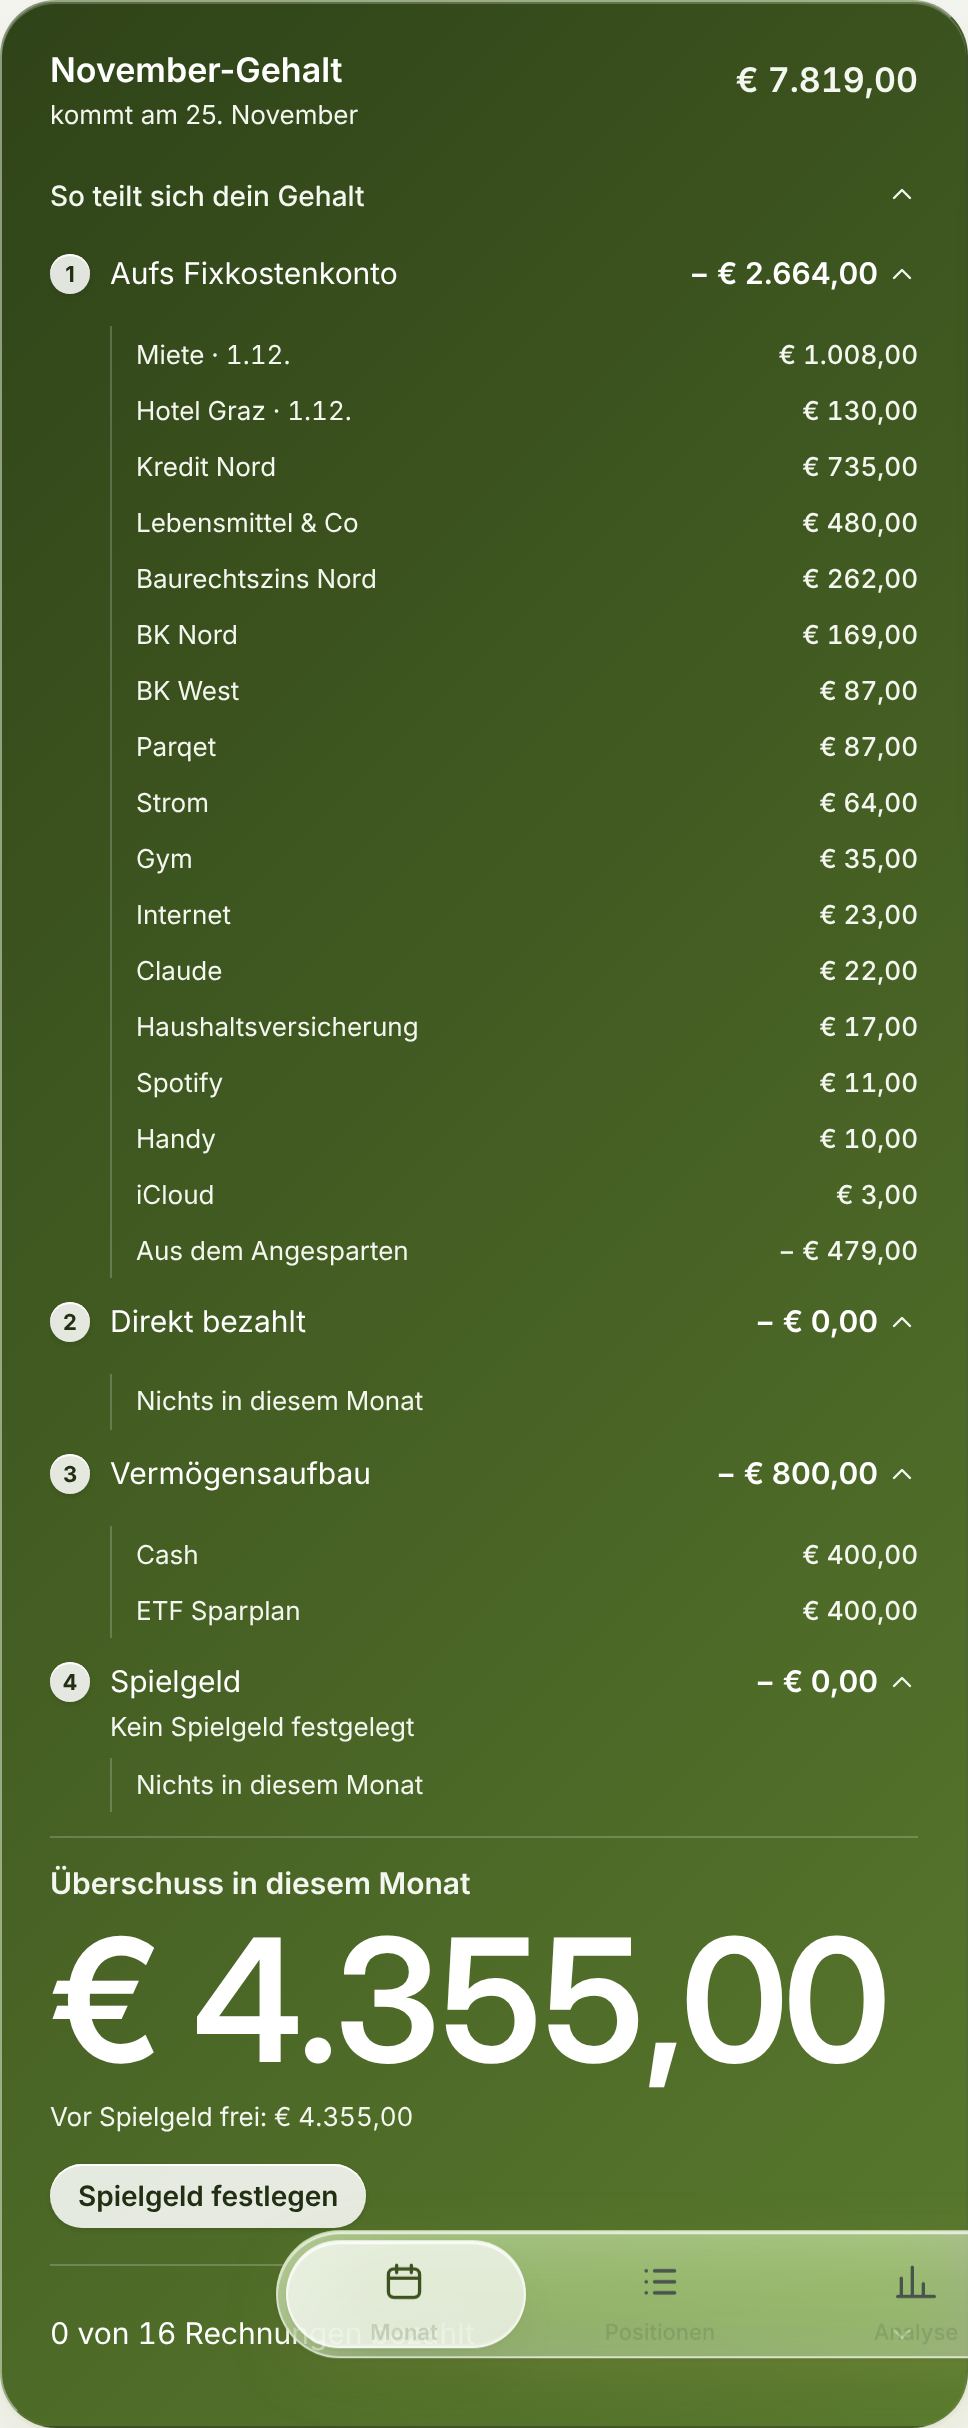 November-Gehalt
€ 7.819,00
kommt am 25. November
So teilt sich dein Gehalt
1 Aufs Fixkostenkonto – € 2.664,00
Miete · 1.12. € 1.008,00
Hotel Graz · 1.12. € 130,00
Kredit Nord € 735,00
Lebensmittel & Co € 480,00
Baurechtszins Nord € 262,00
BK Nord € 169,00
BK West € 87,00
Parqet € 87,00
Strom € 64,00
Gym € 35,00
Internet € 23,00
Claude € 22,00
Haushaltsversicherung € 17,00
Spotify € 11,00
Handy € 10,00
iCloud € 3,00
Aus dem Angesparten – € 479,00
2 Direkt bezahlt – € 0,00
Nichts in diesem Monat
3 Vermögensaufbau – € 800,00
Cash € 400,00
ETF Sparplan € 400,00
4 Spielgeld – € 0,00
Kein Spielgeld festgelegt
Nichts in diesem Monat
Überschuss in diesem Monat
€ 4.355,00
Vor Spielgeld frei: € 4.355,00
Spielgeld festlegen
0 von 16 Rechnungen
Monat Positionen Analyse